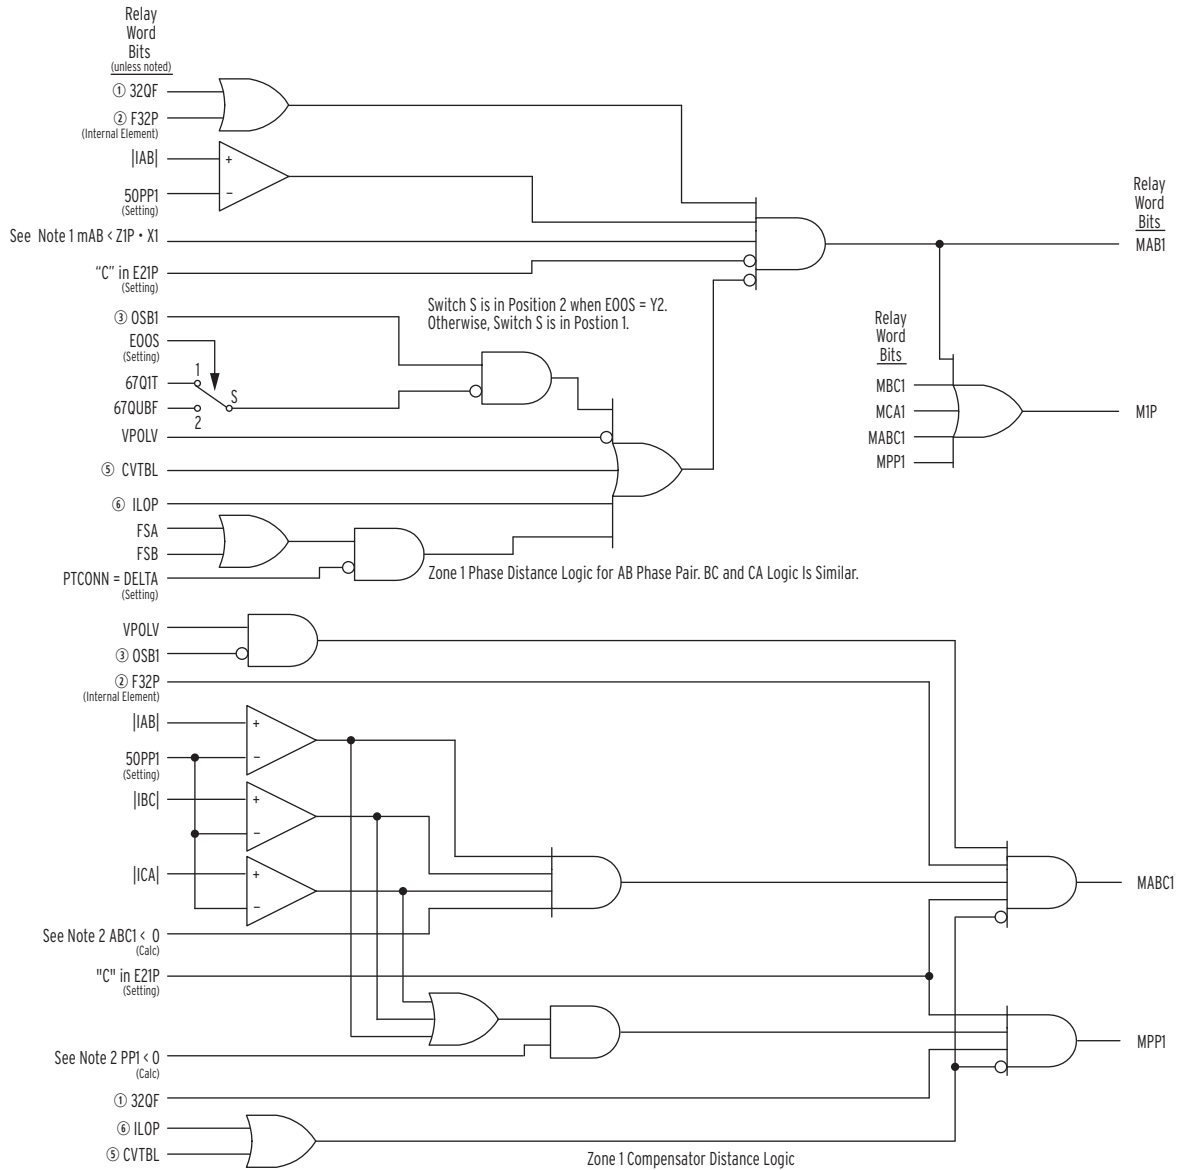 Relay
Word
Bits
(unless noted)
① 32QF
② F32P
(Internal Element)
|IAB|
+
50PP1
–
(Setting)
See Note 1 mAB < Z1P • X1
"C" in E21P
(Setting)
Relay
Word
Bits
MAB1
Switch S is in Position 2 when EOOS = Y2.
Otherwise, Switch S is in Postion 1.
③ OSB1
EOOS
(Setting)
1
67Q1T
S
67QUBF
2
VPOLV
⑤ CVTBL
⑥ ILOP
FSA
FSB
PTCONN = DELTA
(Setting)
Relay
Word
Bits
MBC1
MCA1
MABC1
MPP1
M1P
Zone 1 Phase Distance Logic for AB Phase Pair. BC and CA Logic Is Similar.
VPOLV
③ OSB1
② F32P
(Internal Element)
|IAB|
+
50PP1
–
(Setting)
|IBC|
+
–
|ICA|
+
–
MABC1
See Note 2 ABC1 < 0
(Calc)
"C" in E21P
(Setting)
See Note 2 PP1 < 0
(Calc)
MPP1
① 32QF
⑥ ILOP
⑤ CVTBL
Zone 1 Compensator Distance Logic